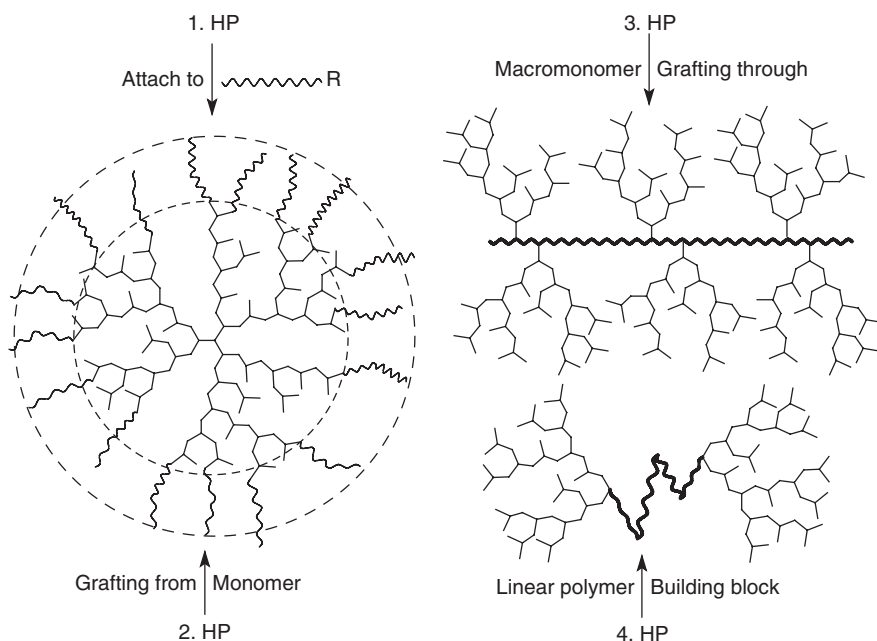 1. HP
Attach to R
Grafting from Monomer
2. HP
3. HP
Macromonomer Grafting through
Linear polymer Building block
4. HP